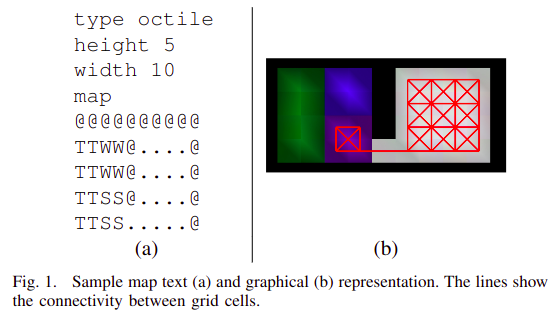 type octile
height 5
width 10
map
@@@@@@@@@@
TTWW@....@
TTWW@....@
TTSS@....@
TTSS.....@
(a)
(b)
Fig. 1. Sample map text (a) and graphical (b) representation. The lines show
the connectivity between grid cells.